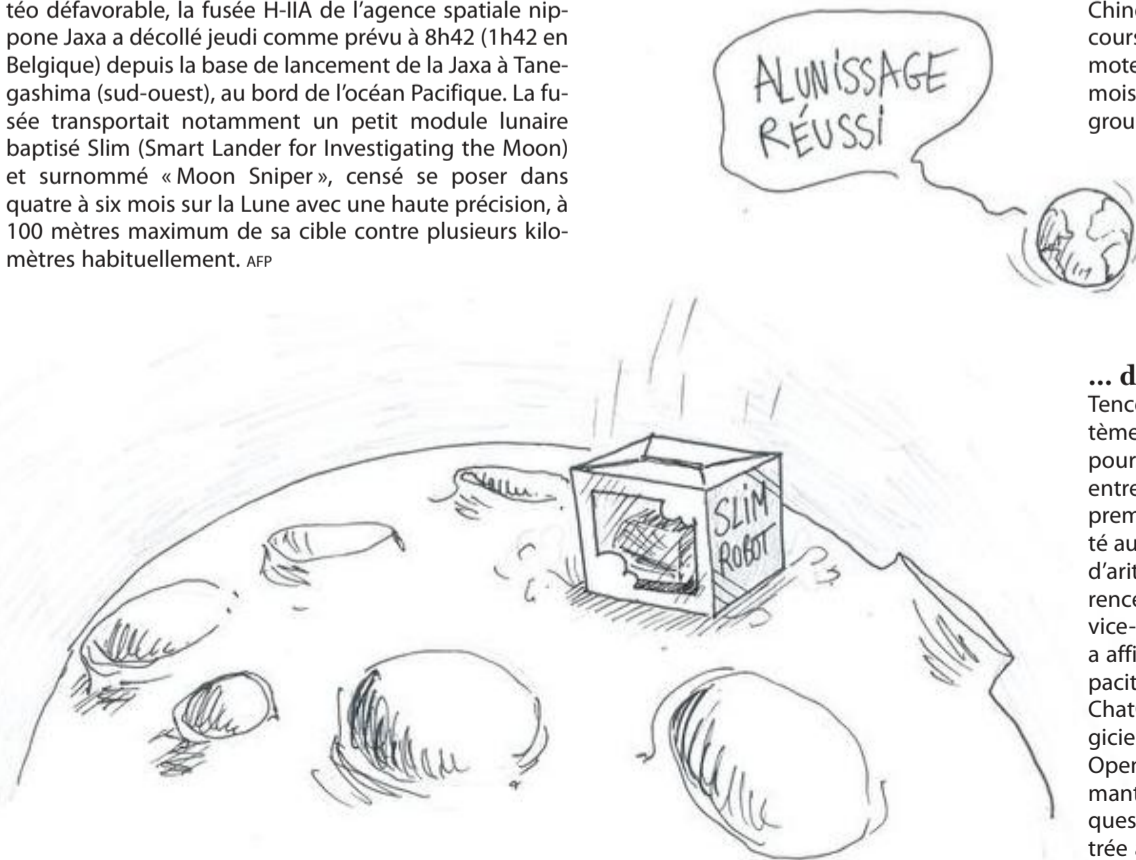 téo défavorable, la fusée H-IIA de l'agence spatiale nip-
pone Jaxa a décollé jeudi comme prévu à 8h42 (1h42 en
Belgique) depuis la base de lancement de la Jaxa à Tane-
gashima (sud-ouest), au bord de l'océan Pacifique. La fu-
sée transportait notamment un petit module lunaire
baptisé Slim (Smart Lander for Investigating the Moon)
et surnommé « Moon Sniper », censé se poser dans
quatre à six mois sur la Lune avec une haute précision, à
100 mètres maximum de sa cible contre plusieurs kilo-
mètres habituellement. AFP
ALUNISSAGE
RÉUSSI
SLIM
ROBOT
Chin
cours
mote
mois
grou
... d
Tenc
tème
pour
entre
prem
té au
d'arit
rence
vice-
a affi
pacit
Chat
gicie
Oper
mant
ques
trée